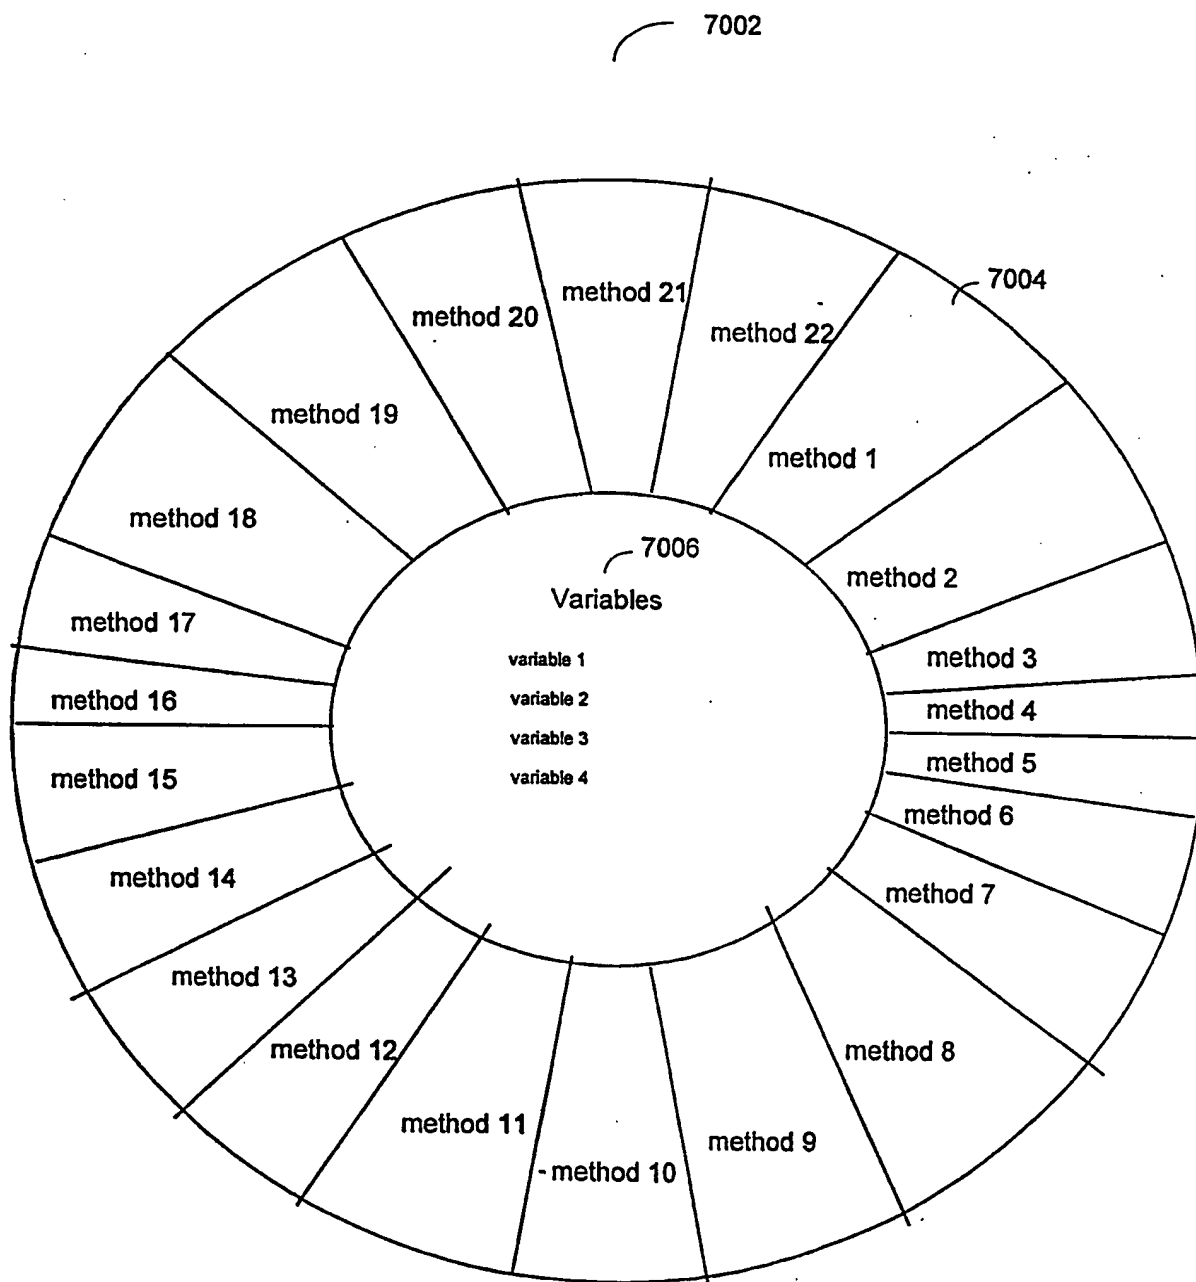 7002
7004
method 21
method 20
method 22
method 19
method 1
method 18
7006
method 2
Variables
method 17
method 3
variable 1
method 16
variable 2
method 4
variable 3
method 5
method 15
variable 4
method 6
method 14
method 7
method 13
method 12
method 8
method 11
method 9
- method 10